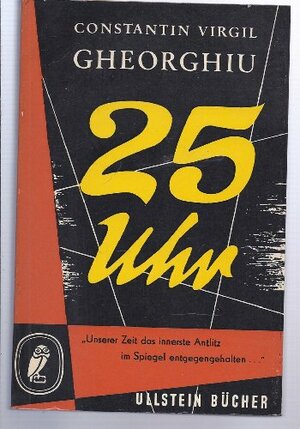 CONSTANTIN VIRGIL
GHEORGHIU
25
Uhr
„Unserer Zeit das innerste Antlitz
im Spiegel entgegengehalten . . .“
ULLSTEIN BÜCHER